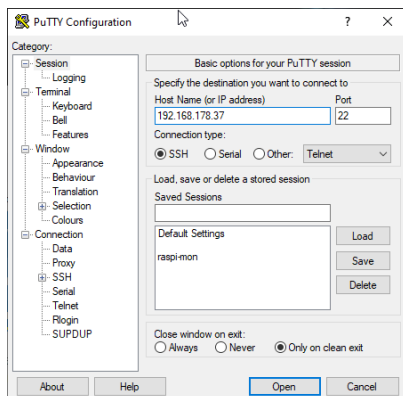 PuTTY Configuration ? ×
Category:
Session
Logging
Terminal
Keyboard
Bell
Features
Window
Appearance
Behaviour
Translation
Selection
Colours
Connection
Data
Proxy
SSH
Serial
Telnet
Rlogin
SUPDUP
Basic options for your PuTTY session
Specify the destination you want to connect to
Host Name (or IP address) Port
192.168.178.37 22
Connection type:
SSH Serial Other: Telnet
Load, save or delete a stored session
Saved Sessions
Default Settings Load
raspi-mon Save
Delete
Close window on exit:
Always Never Only on clean exit
About Help Open Cancel